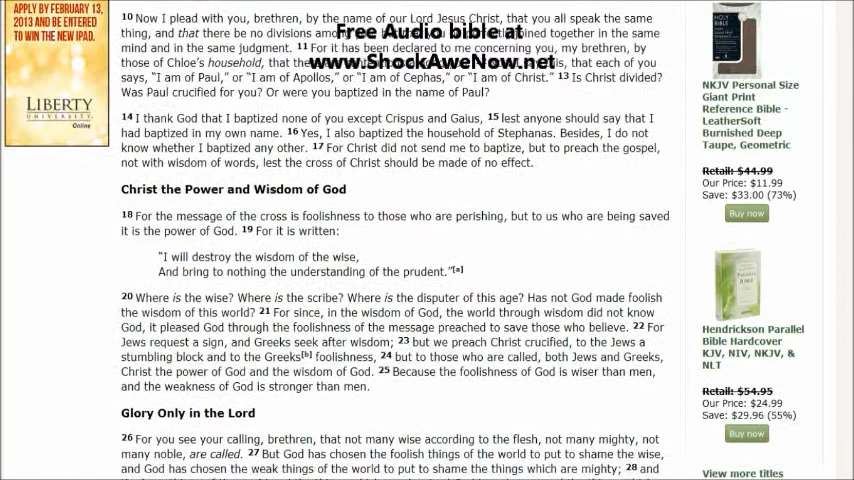 APPLY BY FEBRUARY 13,
2013 AND BE ENTERED
TO WIN THE NEW IPAD.
LIBERTY
UNIVERSITY
Online
Free Audio bible at
www.ShockAweNow.net
10 Now I plead with you, brethren, by the name of our Lord Jesus Christ, that you all speak the same
thing, and that there be no divisions among joined together in the same
mind and in the same judgment. 11 For it has been declared to me concerning you, my brethren, by
those of Chloe's household, that the is, that each of you
says, "I am of Paul," or "I am of Apollos," or "I am of Cephas," or "I am of Christ." 13 Is Christ divided?
Was Paul crucified for you? Or were you baptized in the name of Paul?
14 I thank God that I baptized none of you except Crispus and Gaius, 15 lest anyone should say that I
had baptized in my own name. 16 Yes, I also baptized the household of Stephanas. Besides, I do not
know whether I baptized any other. 17 For Christ did not send me to baptize, but to preach the gospel,
not with wisdom of words, lest the cross of Christ should be made of no effect.
Christ the Power and Wisdom of God
18 For the message of the cross is foolishness to those who are perishing, but to us who are being saved
it is the power of God. 19 For it is written:
"I will destroy the wisdom of the wise,
And bring to nothing the understanding of the prudent."[a]
20 Where is the wise? Where is the scribe? Where is the disputer of this age? Has not God made foolish
the wisdom of this world? 21 For since, in the wisdom of God, the world through wisdom did not know
God, it pleased God through the foolishness of the message preached to save those who believe. 22 For
Jews request a sign, and Greeks seek after wisdom; 23 but we preach Christ crucified, to the Jews a
stumbling block and to the Greeks[b] foolishness, 24 but to those who are called, both Jews and Greeks,
Christ the power of God and the wisdom of God. 25 Because the foolishness of God is wiser than men,
and the weakness of God is stronger than men.
Glory Only in the Lord
26 For you see your calling, brethren, that not many wise according to the flesh, not many mighty, not
many noble, are called. 27 But God has chosen the foolish things of the world to put to shame the wise,
and God has chosen the weak things of the world to put to shame the things which are mighty; 28 and
NKJV Personal Size
Giant Print
Reference Bible -
LeatherSoft
Burnished Deep
Taupe, Geometric
Retail: $44.99
Our Price: $11.99
Save: $33.00 (73%)
Buy now
Hendrickson Parallel
Bible Hardcover
KJV, NIV, NKJV, &
NLT
Retail: $54.95
Our Price: $24.99
Save: $29.96 (55%)
Buy now
View more titles